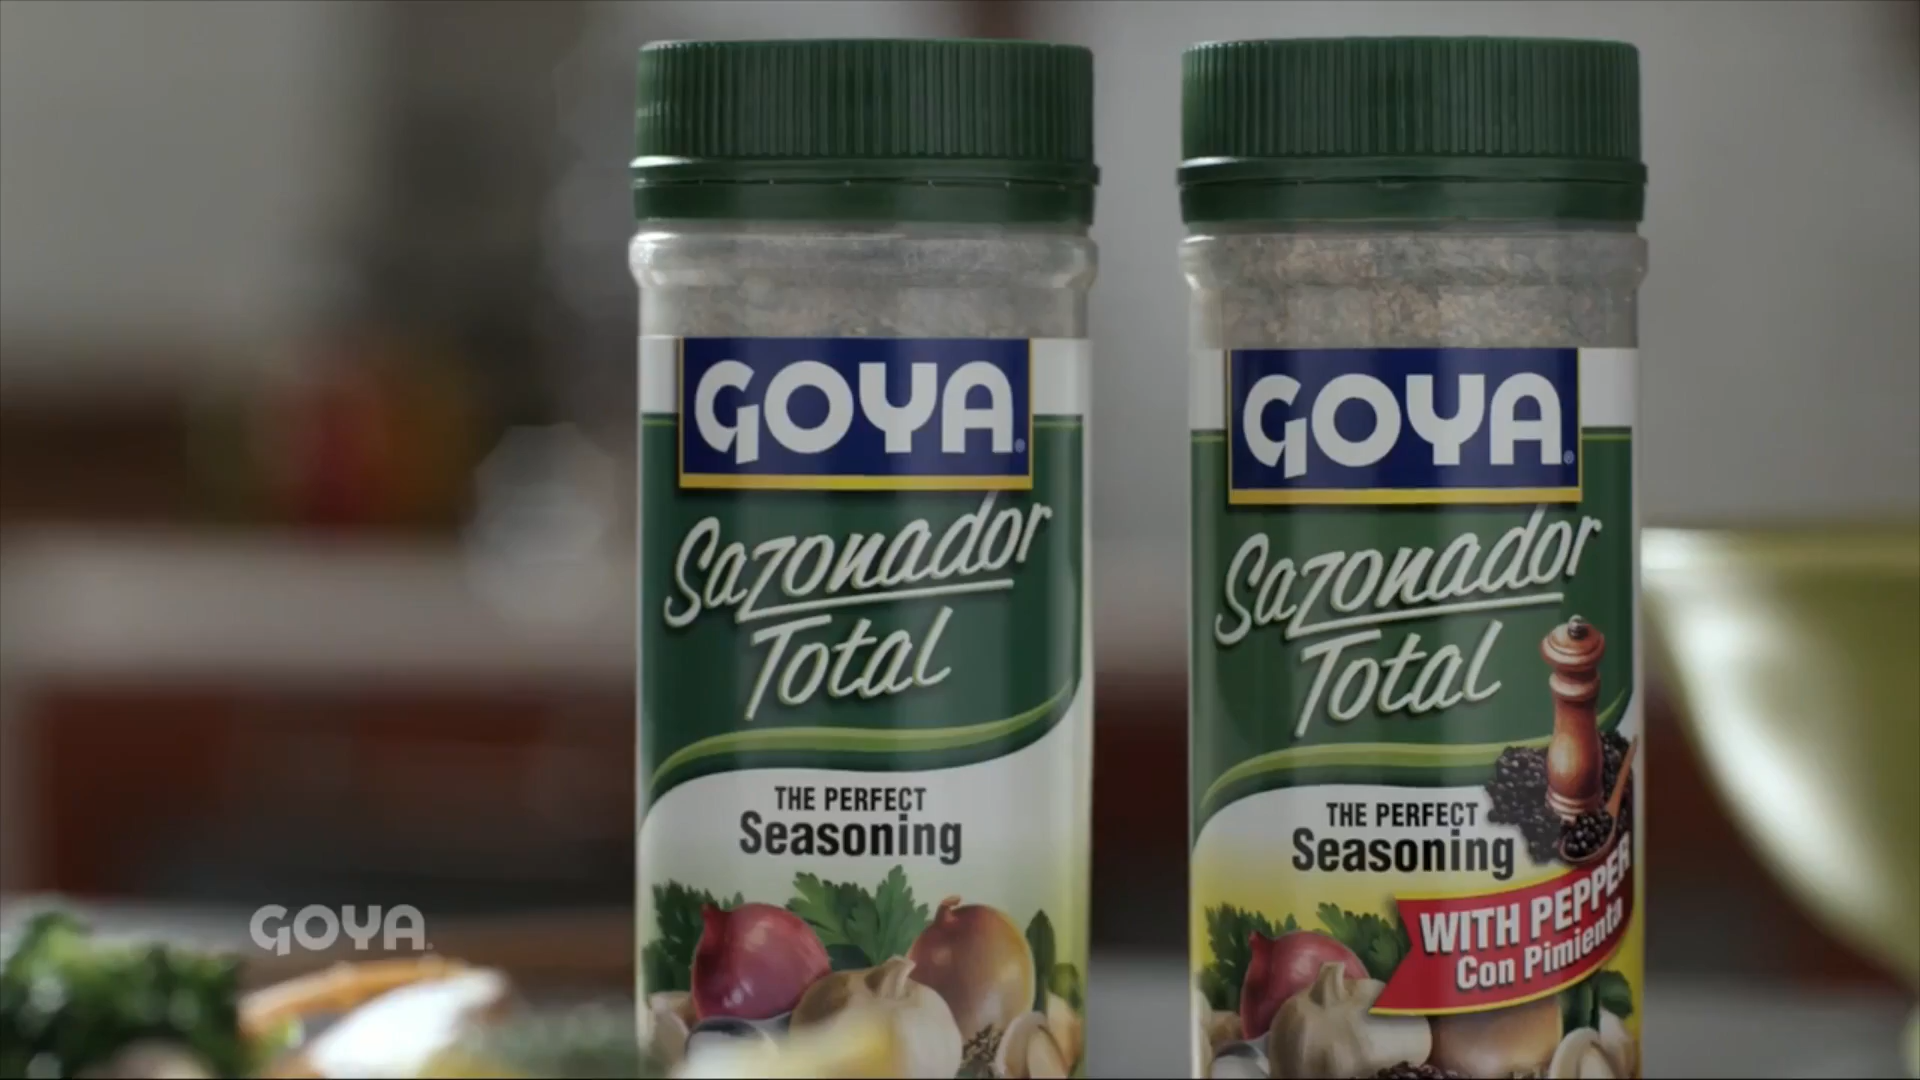 GOYA®
Sazonador
Total
THE PERFECT
Seasoning
GOYA®
Sazonador
Total
THE PERFECT
Seasoning
WITH PEPPER
Con Pimienta
GOYA®